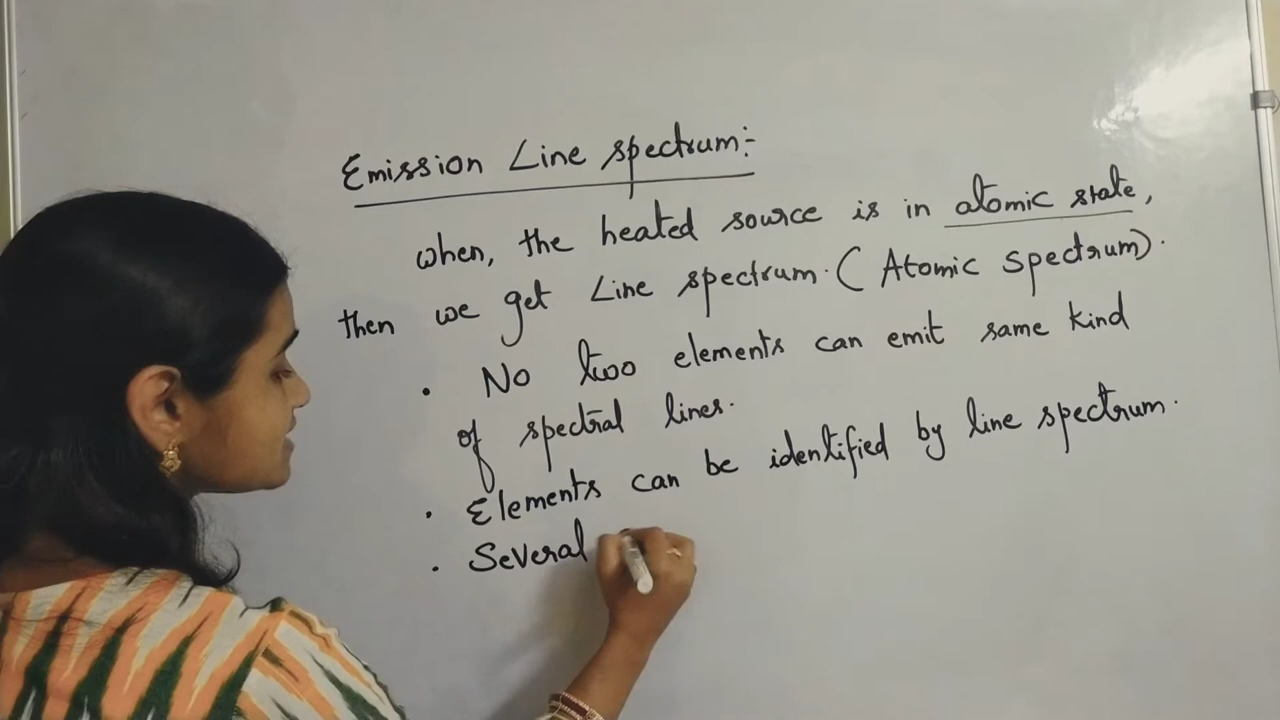 Emission Line spectrum:-
when, the heated source is in atomic state,
then we get Line spectrum. (Atomic spectrum).
. No two elements can emit same kind
of spectral lines.
. Elements can be identified by line spectrum.
. Several